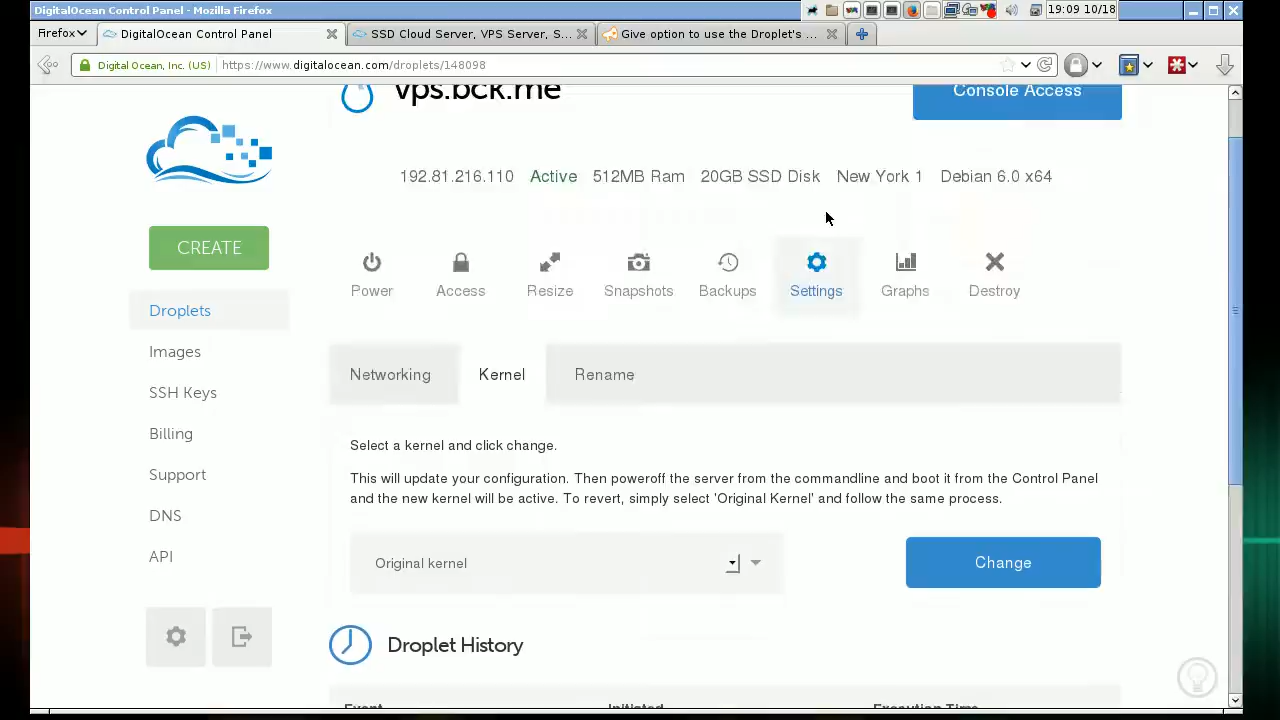 DigitalOcean Control Panel - Mozilla Firefox
19:09 10/18
Firefox
DigitalOcean Control Panel
SSD Cloud Server, VPS Server, S...
Give option to use the Droplet's ...
Digital Ocean, Inc. (US)
https://www.digitalocean.com/droplets/148098
vps.bck.me
Console Access
192.81.216.110 Active 512MB Ram 20GB SSD Disk New York 1 Debian 6.0 x64
CREATE
Power
Access
Resize
Snapshots
Backups
Settings
Graphs
Destroy
Droplets
Images
SSH Keys
Billing
Support
DNS
API
Networking
Kernel
Rename
Select a kernel and click change.
This will update your configuration. Then poweroff the server from the commandline and boot it from the Control Panel
and the new kernel will be active. To revert, simply select 'Original Kernel' and follow the same process.
Original kernel
Change
Droplet History
Event
Initiated
Execution Time